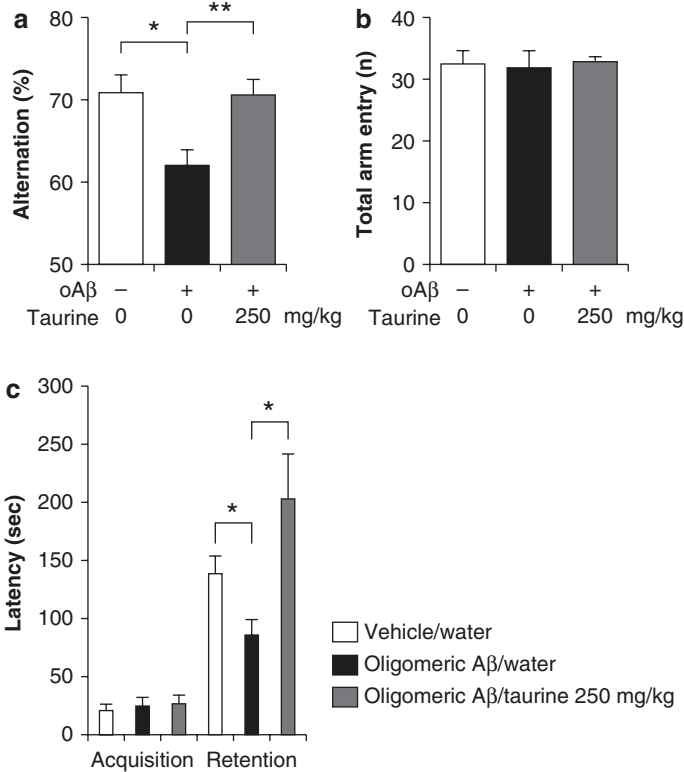 a
80
70
60
50
Alternation (%)
*
**
oAβ − + +
Taurine 0 0 250 mg/kg
b
40
30
20
10
0
Total arm entry (n)
oAβ − + +
Taurine 0 0 250 mg/kg
c
300
250
200
150
100
50
0
Latency (sec)
*
*
Acquisition Retention
Vehicle/water
Oligomeric Aβ/water
Oligomeric Aβ/taurine 250 mg/kg